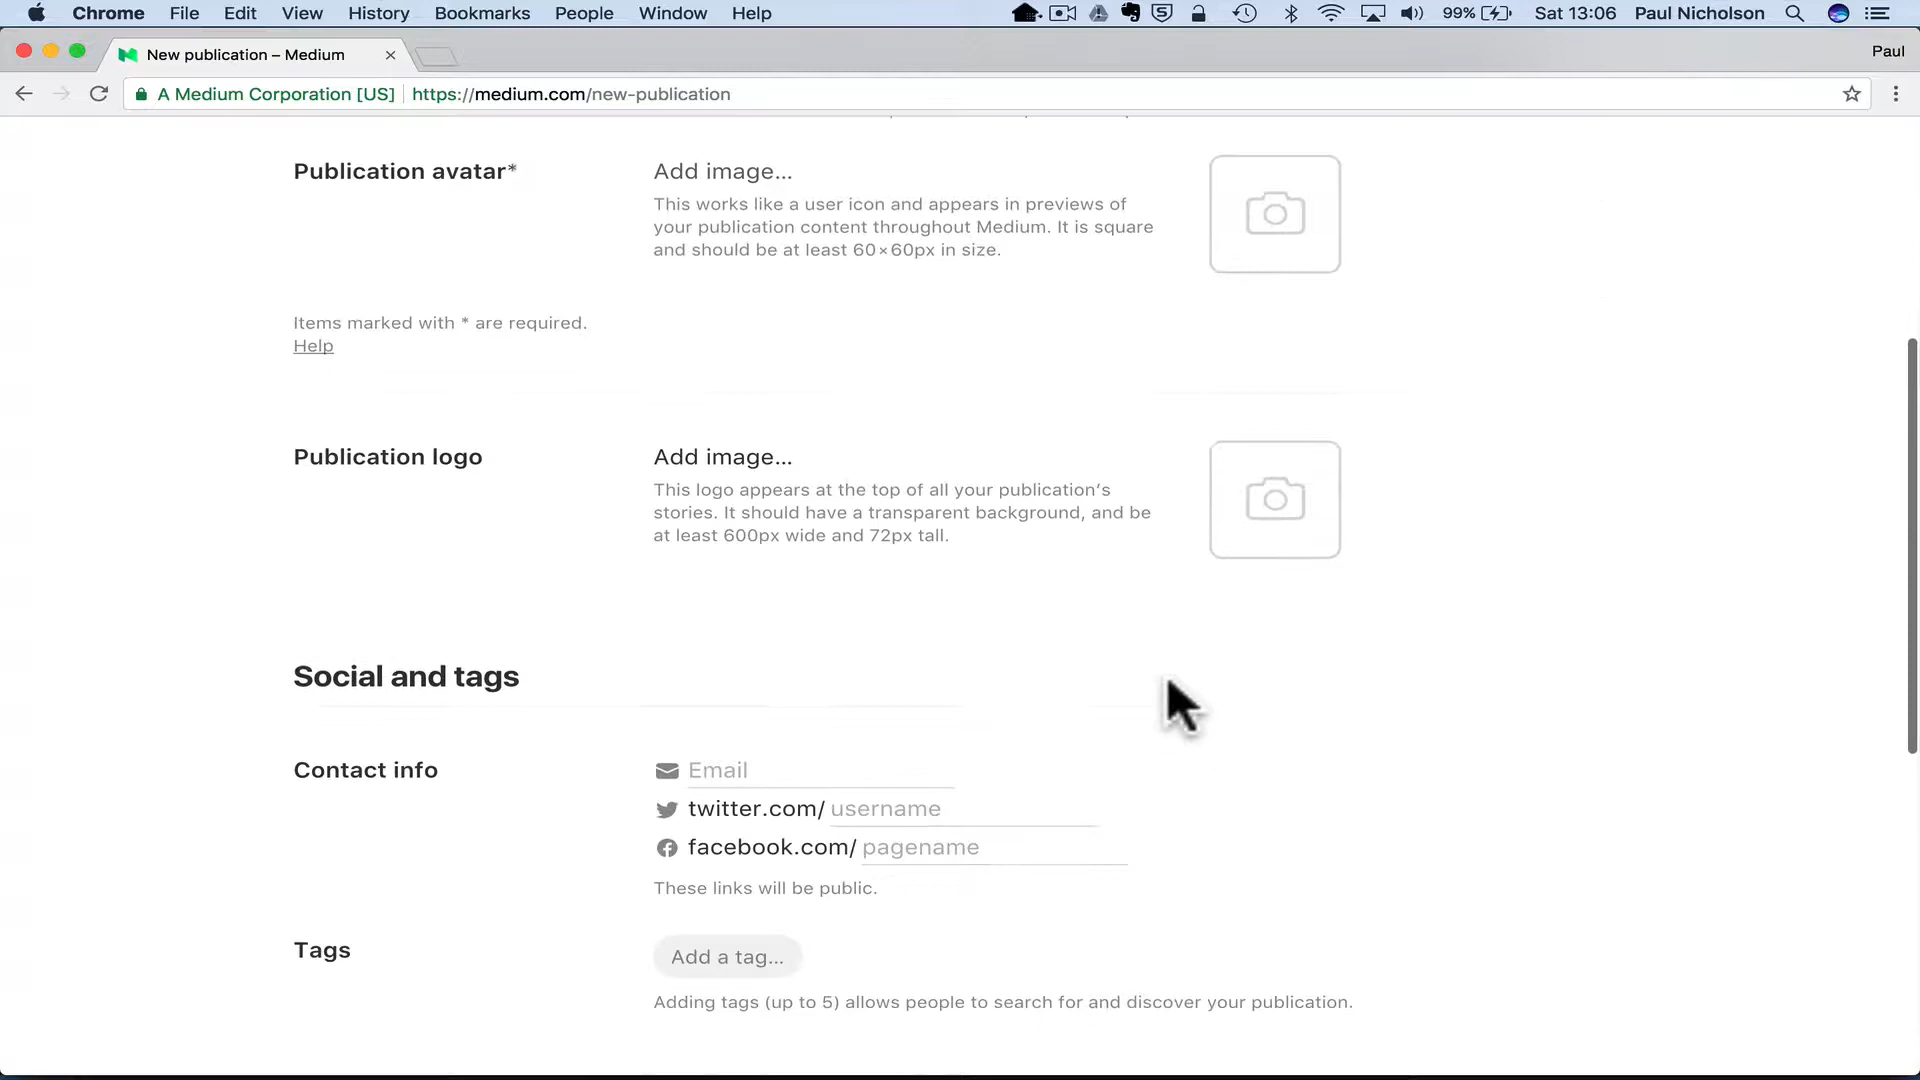 Chrome File Edit View History Bookmarks People Window Help 99% Sat 13:06 Paul Nicholson
New publication – Medium
Paul
A Medium Corporation [US] https://medium.com/new-publication
Publication avatar*
Add image...
This works like a user icon and appears in previews of
your publication content throughout Medium. It is square
and should be at least 60×60px in size.
Items marked with * are required.
Help
Publication logo
Add image...
This logo appears at the top of all your publication’s
stories. It should have a transparent background, and be
at least 600px wide and 72px tall.
Social and tags
Contact info
Email
twitter.com/ username
facebook.com/ pagename
These links will be public.
Tags
Add a tag...
Adding tags (up to 5) allows people to search for and discover your publication.